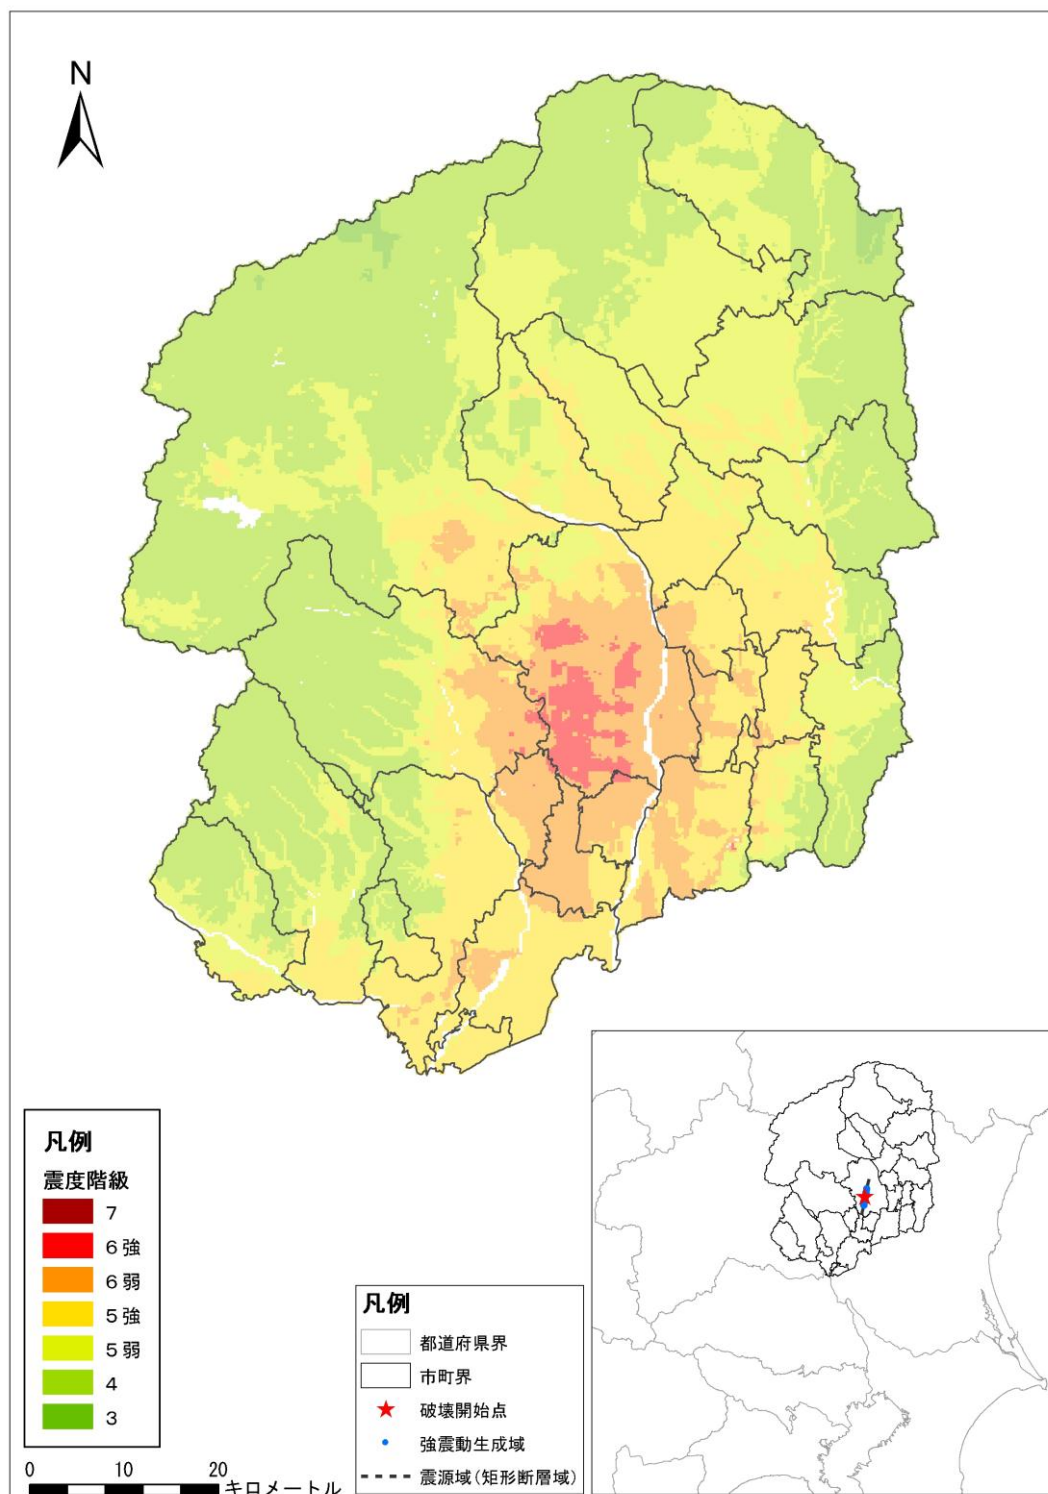 N
凡例
震度階級
7
6強
6弱
5強
5弱
4
3
0 10 20
キロメートル
凡例
都道府県界
市町界
破壊開始点
強震動生成域
震源域(矩形断層域)